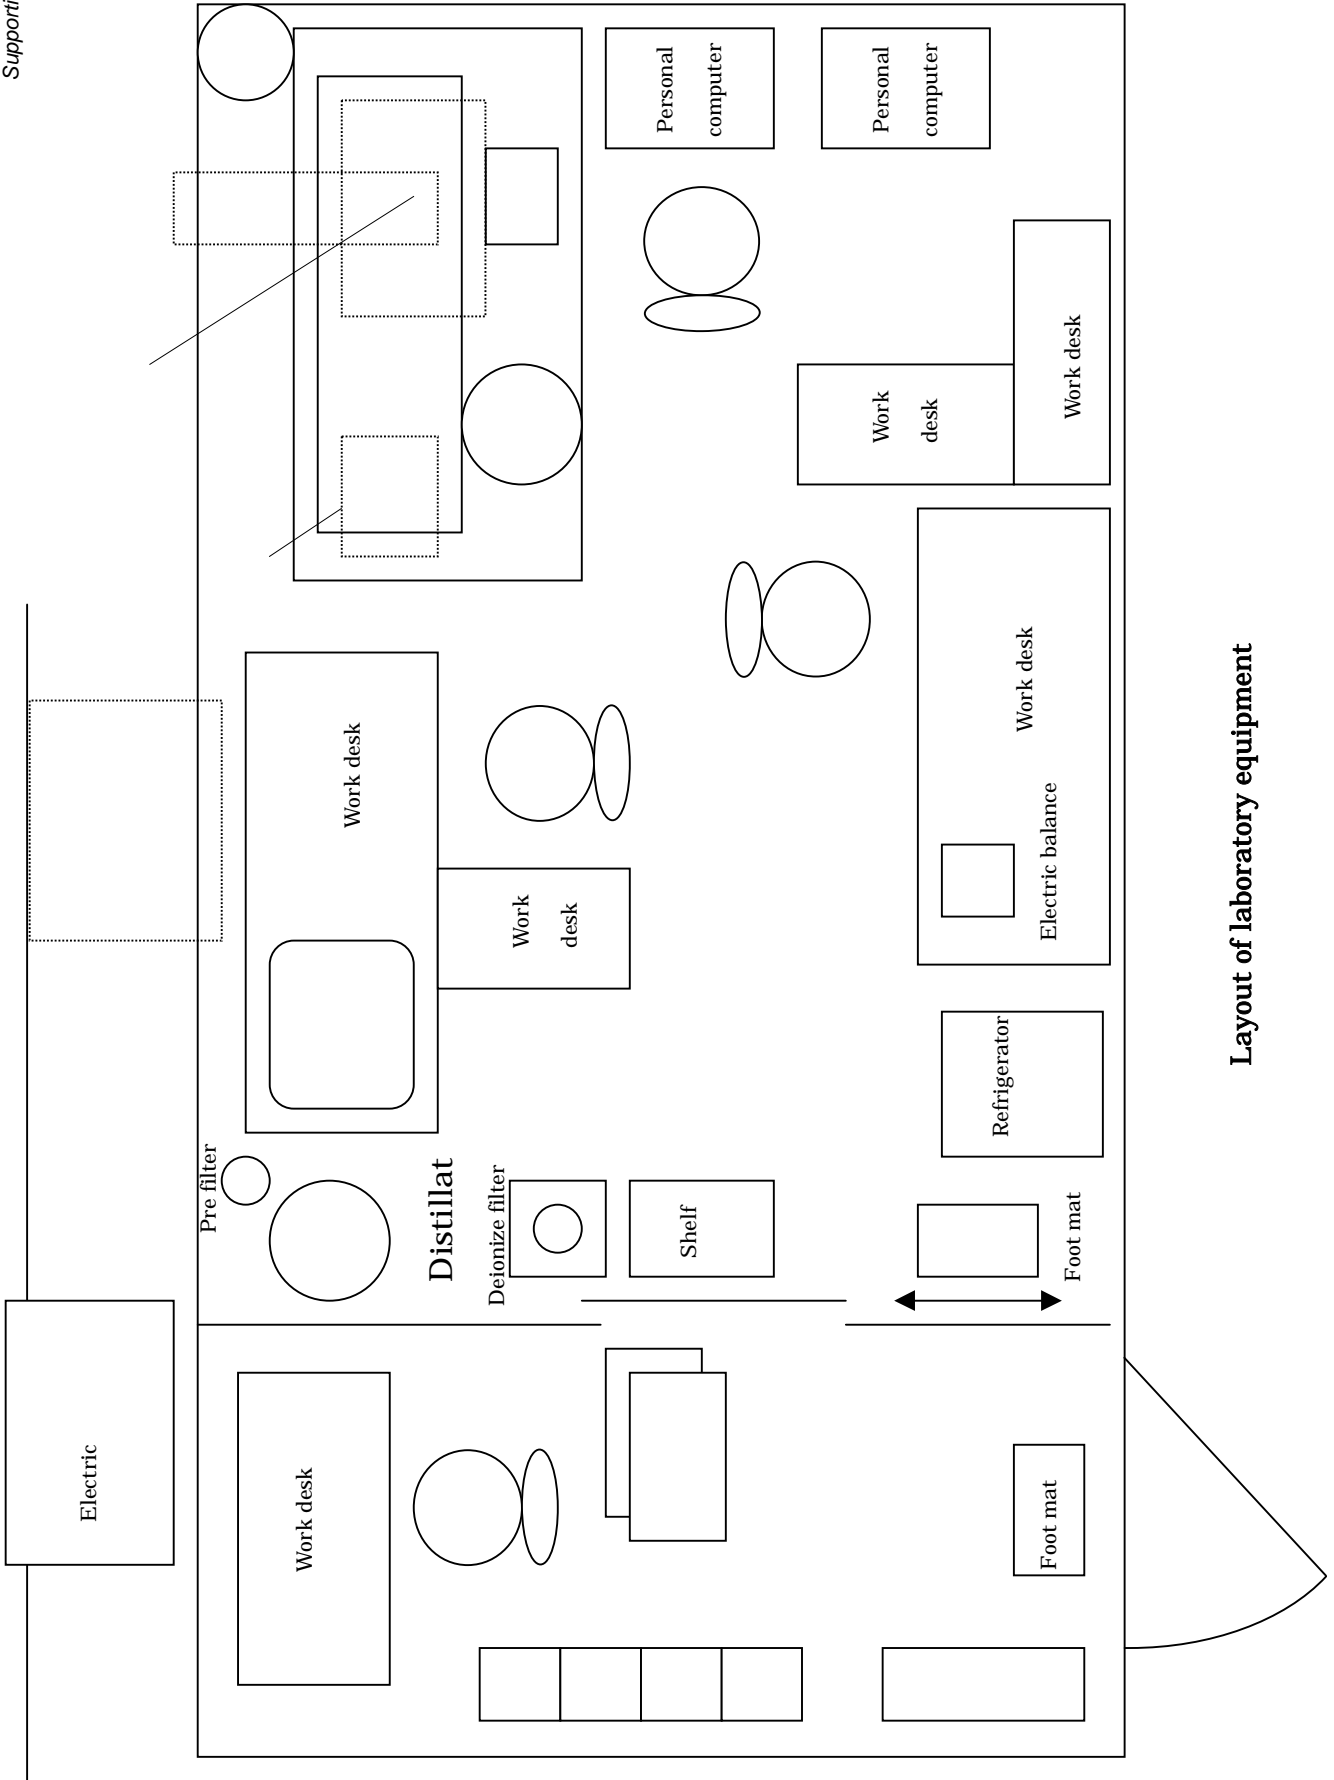 Supporti
Personal
computer
Personal
computer
Work desk
Work
desk
Work desk
Work desk
Electric balance
Work
desk
Refrigerator
Pre filter
Distillat
Deionize filter
Shelf
Foot mat
Electric
Work desk
Foot mat
Layout of laboratory equipment